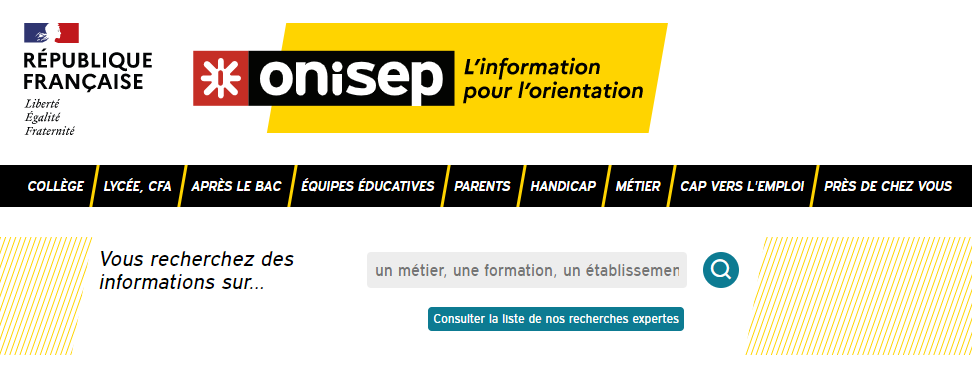 RÉPUBLIQUE
FRANÇAISE
Liberté
Égalité
Fraternité
onisep
L'information
pour l'orientation
COLLÈGE LYCÉE, CFA APRÈS LE BAC ÉQUIPES ÉDUCATIVES PARENTS HANDICAP MÉTIER CAP VERS L'EMPLOI PRÈS DE CHEZ VOUS
Vous recherchez des
informations sur...
un métier, une formation, un établissemen
Consulter la liste de nos recherches expertes